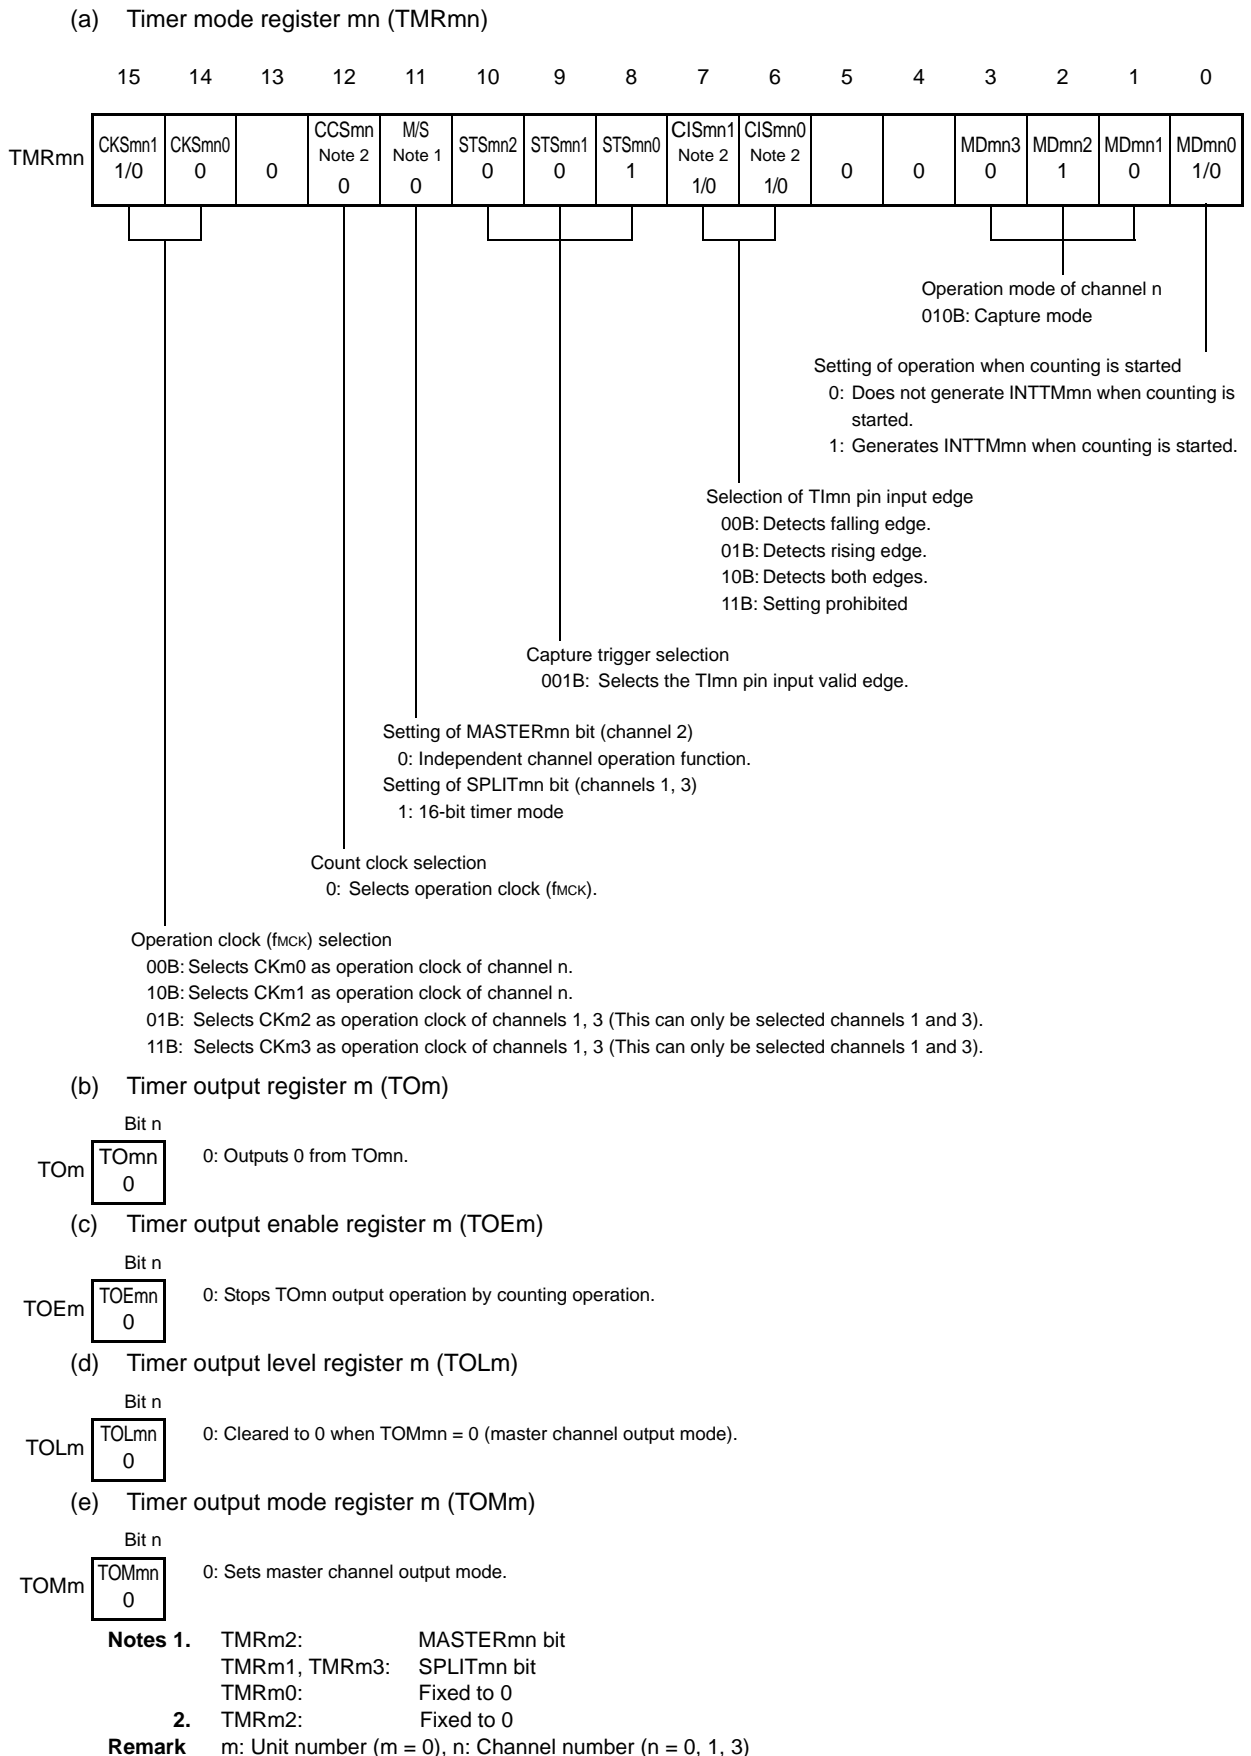 (a) Timer mode register mn (TMRmn)
15 14 13 12 11 10 9 8 7 6 5 4 3 2 1 0
TMRmn
CKSmn1 1/0
CKSmn0 0
0
CCSmn Note 2 0
M/S Note 1 0
STSmn2 0
STSmn1 0
STSmn0 1
CISmn1 Note 2 1/0
CISmn0 Note 2 1/0
0
0
MDmn3 0
MDmn2 1
MDmn1 0
MDmn0 1/0
Operation mode of channel n
010B: Capture mode
Setting of operation when counting is started
0: Does not generate INTTMmn when counting is
started.
1: Generates INTTMmn when counting is started.
Selection of TImn pin input edge
00B: Detects falling edge.
01B: Detects rising edge.
10B: Detects both edges.
11B: Setting prohibited
Capture trigger selection
001B: Selects the TImn pin input valid edge.
Setting of MASTERmn bit (channel 2)
0: Independent channel operation function.
Setting of SPLITmn bit (channels 1, 3)
1: 16-bit timer mode
Count clock selection
0: Selects operation clock (fMCK).
Operation clock (fMCK) selection
00B: Selects CKm0 as operation clock of channel n.
10B: Selects CKm1 as operation clock of channel n.
01B: Selects CKm2 as operation clock of channels 1, 3 (This can only be selected channels 1 and 3).
11B: Selects CKm3 as operation clock of channels 1, 3 (This can only be selected channels 1 and 3).
(b) Timer output register m (TOm)
Bit n
TOm TOmn 0: Outputs 0 from TOmn.
0
(c) Timer output enable register m (TOEm)
Bit n
TOEm TOEmn 0: Stops TOmn output operation by counting operation.
0
(d) Timer output level register m (TOLm)
Bit n
TOLm TOLmn 0: Cleared to 0 when TOMmn = 0 (master channel output mode).
0
(e) Timer output mode register m (TOMm)
Bit n
TOMm TOMmn 0: Sets master channel output mode.
0
Notes 1. TMRm2: MASTERmn bit
TMRm1, TMRm3: SPLITmn bit
TMRm0: Fixed to 0
2. TMRm2: Fixed to 0
Remark m: Unit number (m = 0), n: Channel number (n = 0, 1, 3)